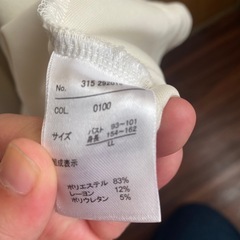 No.
COL. 0100
サイズ バスト 93~101
身長 154~162
LL
組成表示
ポリエステル 83%
レーヨン 12%
ポリウレタン 5%